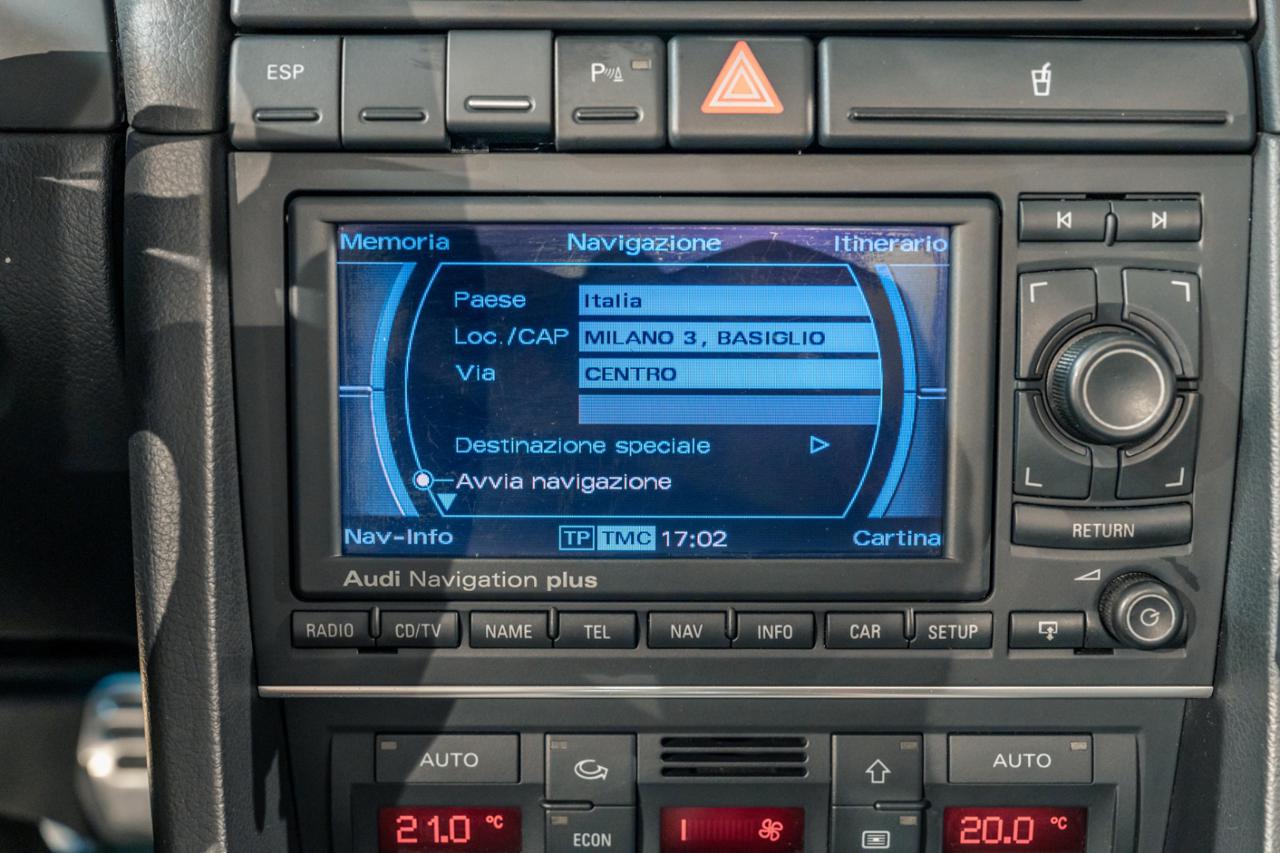 ESP
P
Memoria Navigazione Itinerario
Paese Italia
Loc./CAP MILANO 3, BASIGLIO
Via CENTRO
Destinazione speciale
Avvia navigazione
Nav-Info TP TMC 17:02 Cartina
Audi Navigation plus
RETURN
RADIO CD/TV NAME TEL NAV INFO CAR SETUP
AUTO AUTO
21.0 °C ECON 20.0 °C